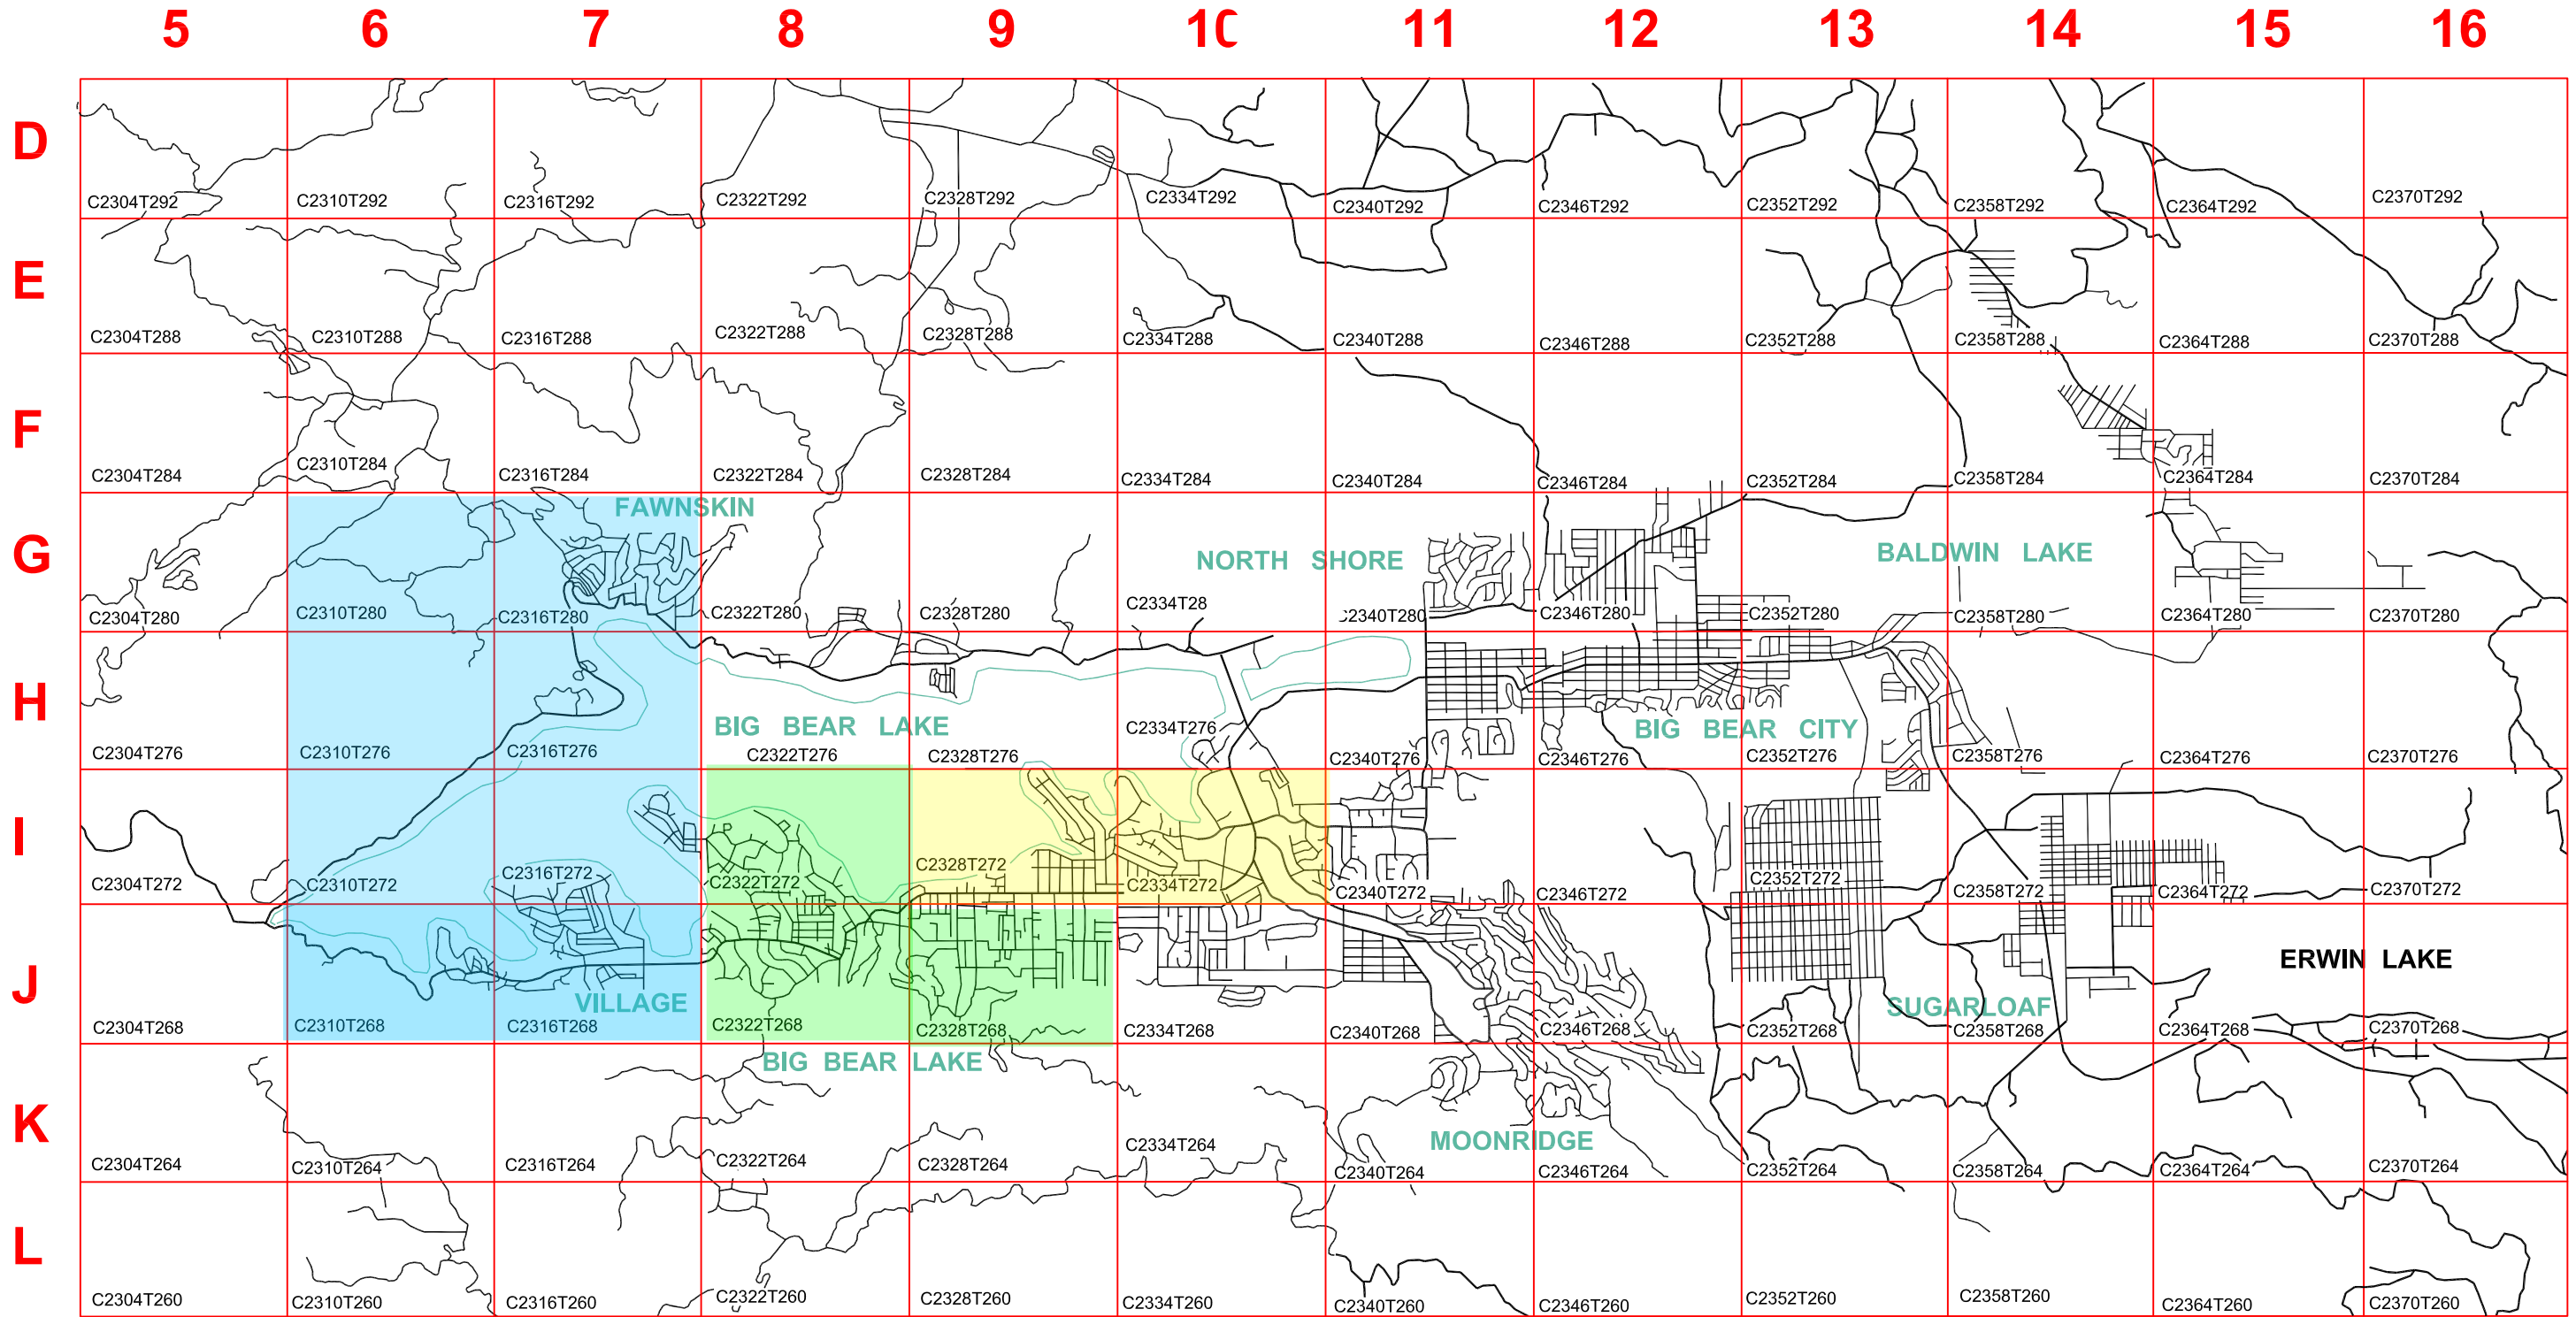 5 6 7 8 9 10 11 12 13 14 15 16
D
C2304T292 C2310T292 C2316T292 C2322T292 C2328T292 C2334T292 C2340T292 C2346T292 C2352T292 C2358T292 C2364T292 C2370T292
E
C2304T288 C2310T288 C2316T288 C2322T288 C2328T288 C2334T288 C2340T288 C2346T288 C2352T288 C2358T288 C2364T288 C2370T288
F
C2304T284 C2310T284 C2316T284 C2322T284 C2328T284 C2334T284 C2340T284 C2346T284 C2352T284 C2358T284 C2364T284 C2370T284
FAWNSKIN
G
NORTH SHORE
BALDWIN LAKE
C2304T280 C2310T280 C2316T280 C2322T280 C2328T280 C2334T28 C2340T280 C2346T280 C2352T280 C2358T280 C2364T280 C2370T280
H
BIG BEAR LAKE
BIG BEAR CITY
C2304T276 C2310T276 C2316T276 C2322T276 C2328T276 C2334T276 C2340T276 C2346T276 C2352T276 C2358T276 C2364T276 C2370T276
I
C2304T272 C2310T272 C2316T272 C2322T272 C2328T272 C2334T272 C2340T272 C2346T272 C2352T272 C2358T272 C2364T272 C2370T272
J
ERWIN LAKE
VILLAGE
SUGARLOAF
C2304T268 C2310T268 C2316T268 C2322T268 C2328T268 C2334T268 C2340T268 C2346T268 C2352T268 C2358T268 C2364T268 C2370T268
BIG BEAR LAKE
K
MOONRIDGE
C2304T264 C2310T264 C2316T264 C2322T264 C2328T264 C2334T264 C2340T264 C2346T264 C2352T264 C2358T264 C2364T264 C2370T264
L
C2304T260 C2310T260 C2316T260 C2322T260 C2328T260 C2334T260 C2340T260 C2346T260 C2352T260 C2358T260 C2364T260 C2370T260